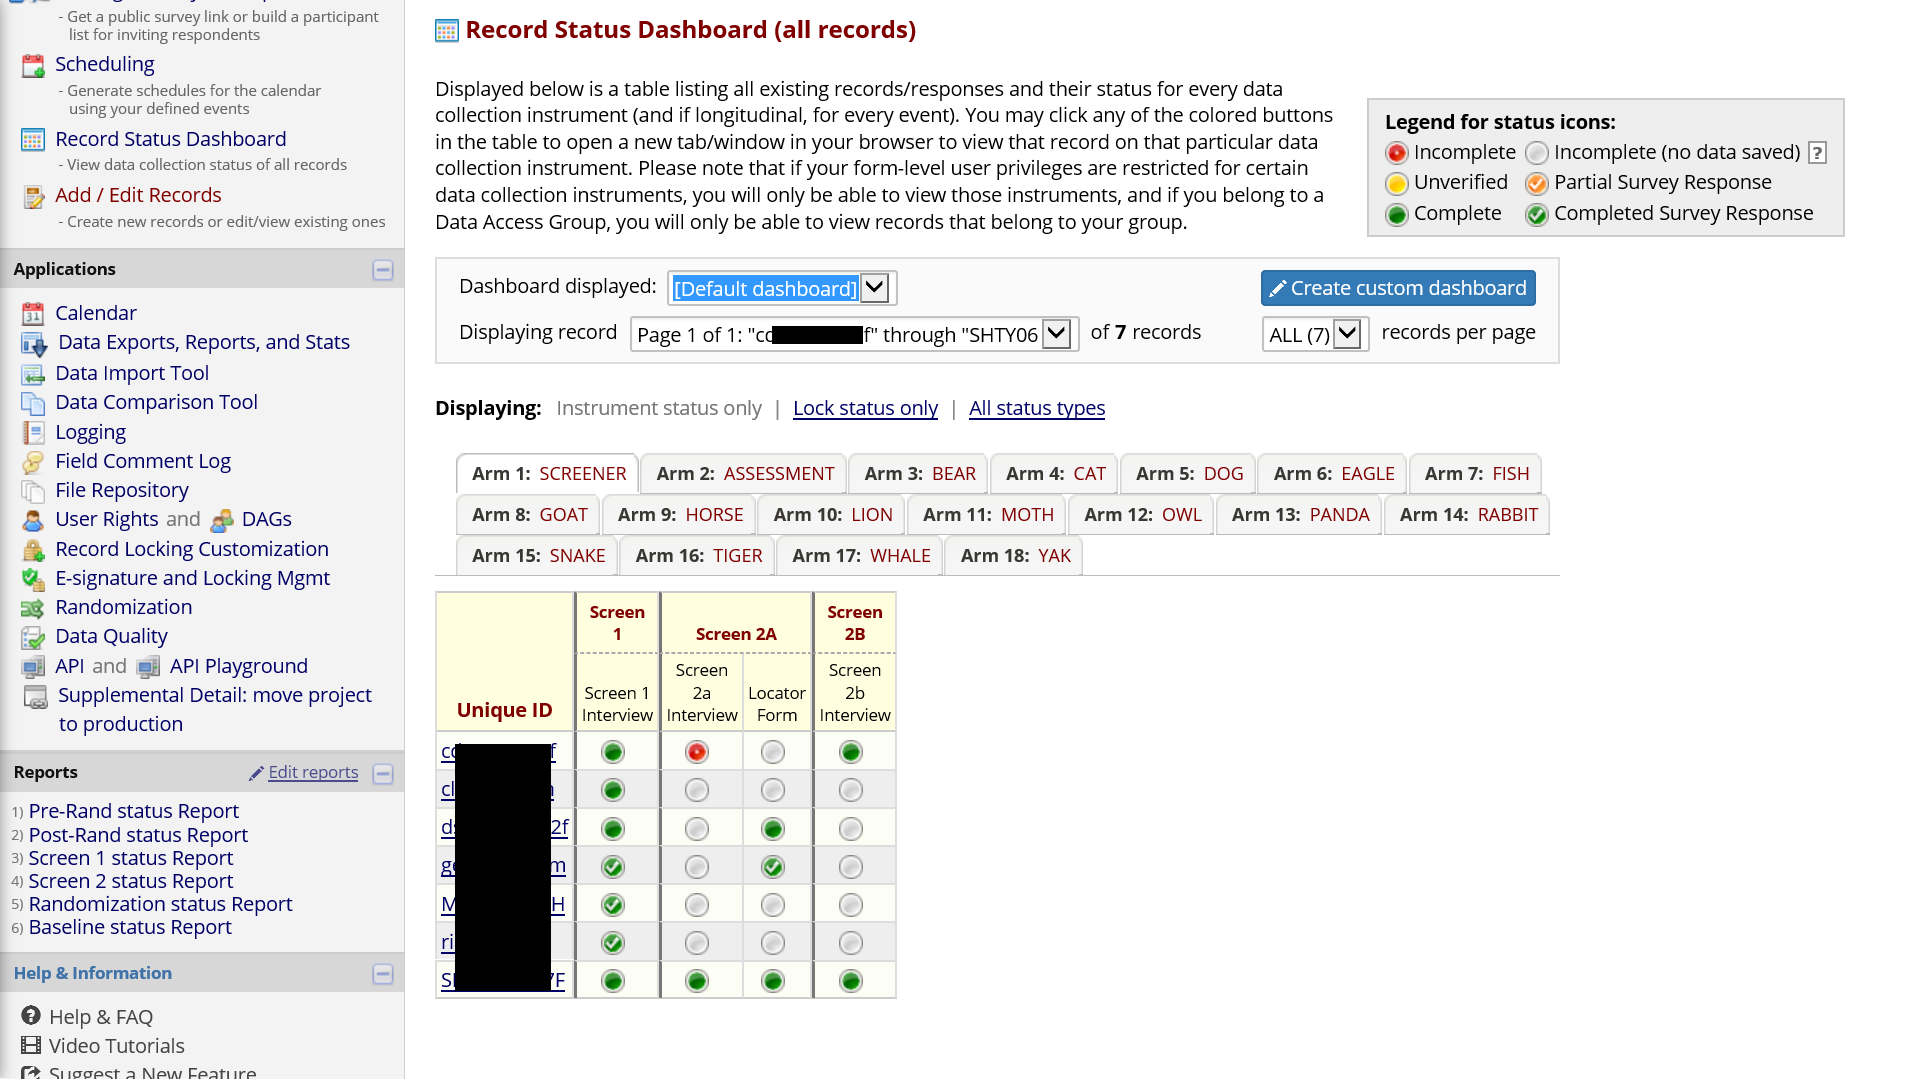 - Get a public survey link or build a participant
list for inviting respondents
Scheduling
- Generate schedules for the calendar
using your defined events
Record Status Dashboard
- View data collection status of all records
Add / Edit Records
- Create new records or edit/view existing ones
Applications
Calendar
Data Exports, Reports, and Stats
Data Import Tool
Data Comparison Tool
Logging
Field Comment Log
File Repository
User Rights and DAGs
Record Locking Customization
E-signature and Locking Mgmt
Randomization
Data Quality
API and API Playground
Supplemental Detail: move project
to production
Reports Edit reports
1) Pre-Rand status Report
2) Post-Rand status Report
3) Screen 1 status Report
4) Screen 2 status Report
5) Randomization status Report
6) Baseline status Report
Help & Information
Help & FAQ
Video Tutorials
Suggest a New Feature
Record Status Dashboard (all records)
Displayed below is a table listing all existing records/responses and their status for every data
collection instrument (and if longitudinal, for every event). You may click any of the colored buttons
in the table to open a new tab/window in your browser to view that record on that particular data
collection instrument. Please note that if your form-level user privileges are restricted for certain
data collection instruments, you will only be able to view those instruments, and if you belong to a
Data Access Group, you will only be able to view records that belong to your group.
Legend for status icons:
Incomplete Incomplete (no data saved) ?
Unverified Partial Survey Response
Complete Completed Survey Response
Dashboard displayed: [Default dashboard] Create custom dashboard
Displaying record Page 1 of 1: "cc f" through "SHTY06 of 7 records ALL (7) records per page
Displaying: Instrument status only | Lock status only | All status types
Arm 1: SCREENER Arm 2: ASSESSMENT Arm 3: BEAR Arm 4: CAT Arm 5: DOG Arm 6: EAGLE Arm 7: FISH
Arm 8: GOAT Arm 9: HORSE Arm 10: LION Arm 11: MOTH Arm 12: OWL Arm 13: PANDA Arm 14: RABBIT
Arm 15: SNAKE Arm 16: TIGER Arm 17: WHALE Arm 18: YAK
Screen
1
Screen 2A
Screen
2B
Unique ID
Screen 1
Interview
Screen
2a
Interview
Locator
Form
Screen
2b
Interview
f
cl
2f
m
M H
ri
7F